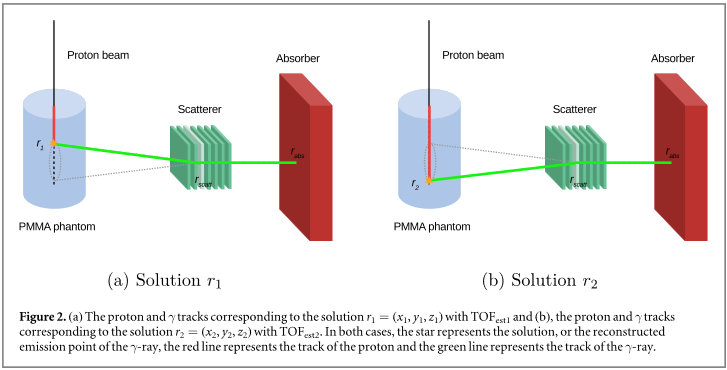 Proton beam
Absorber
Scatterer
r1
rabs
rscatt
PMMA phantom
(a) Solution r1
Proton beam
Absorber
Scatterer
r2
rabs
rscatt
PMMA phantom
(b) Solution r2
Figure 2. (a) The proton and γ tracks corresponding to the solution r1 = (x1, y1, z1) with TOFest1 and (b), the proton and γ tracks
corresponding to the solution r2 = (x2, y2, z2) with TOFest2. In both cases, the star represents the solution, or the reconstructed
emission point of the γ-ray, the red line represents the track of the proton and the green line represents the track of the γ-ray.